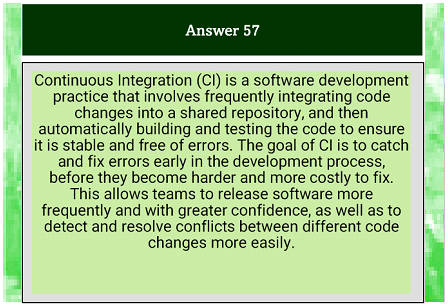 Answer 57
Continuous Integration (CI) is a software development
practice that involves frequently integrating code
changes into a shared repository, and then
automatically building and testing the code to ensure
it is stable and free of errors. The goal of CI is to catch
and fix errors early in the development process,
before they become harder and more costly to fix.
This allows teams to release software more
frequently and with greater confidence, as well as to
detect and resolve conflicts between different code
changes more easily.